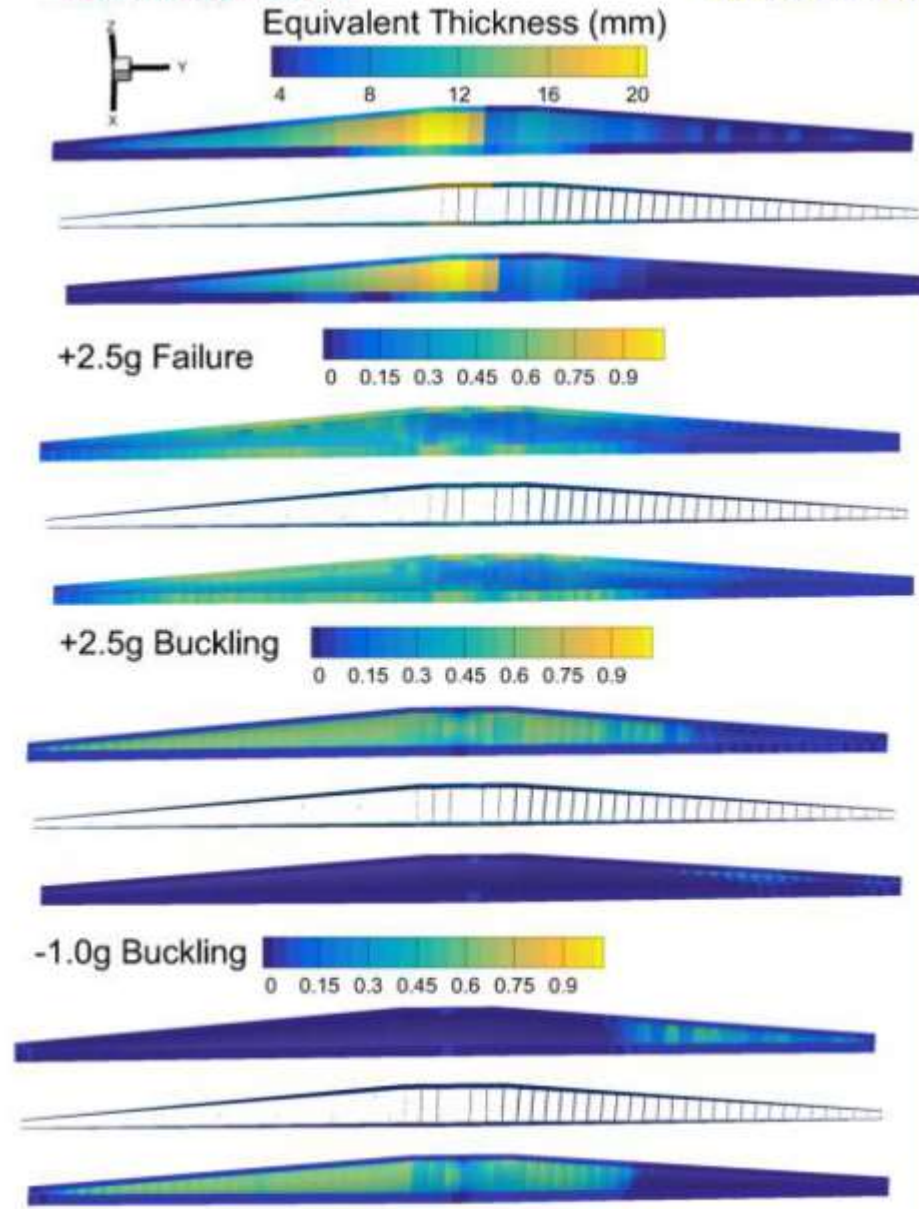 Equivalent Thickness (mm)
Z
Y
X
4 8 12 16 20
+2.5g Failure
0 0.15 0.3 0.45 0.6 0.75 0.9
+2.5g Buckling
0 0.15 0.3 0.45 0.6 0.75 0.9
-1.0g Buckling
0 0.15 0.3 0.45 0.6 0.75 0.9